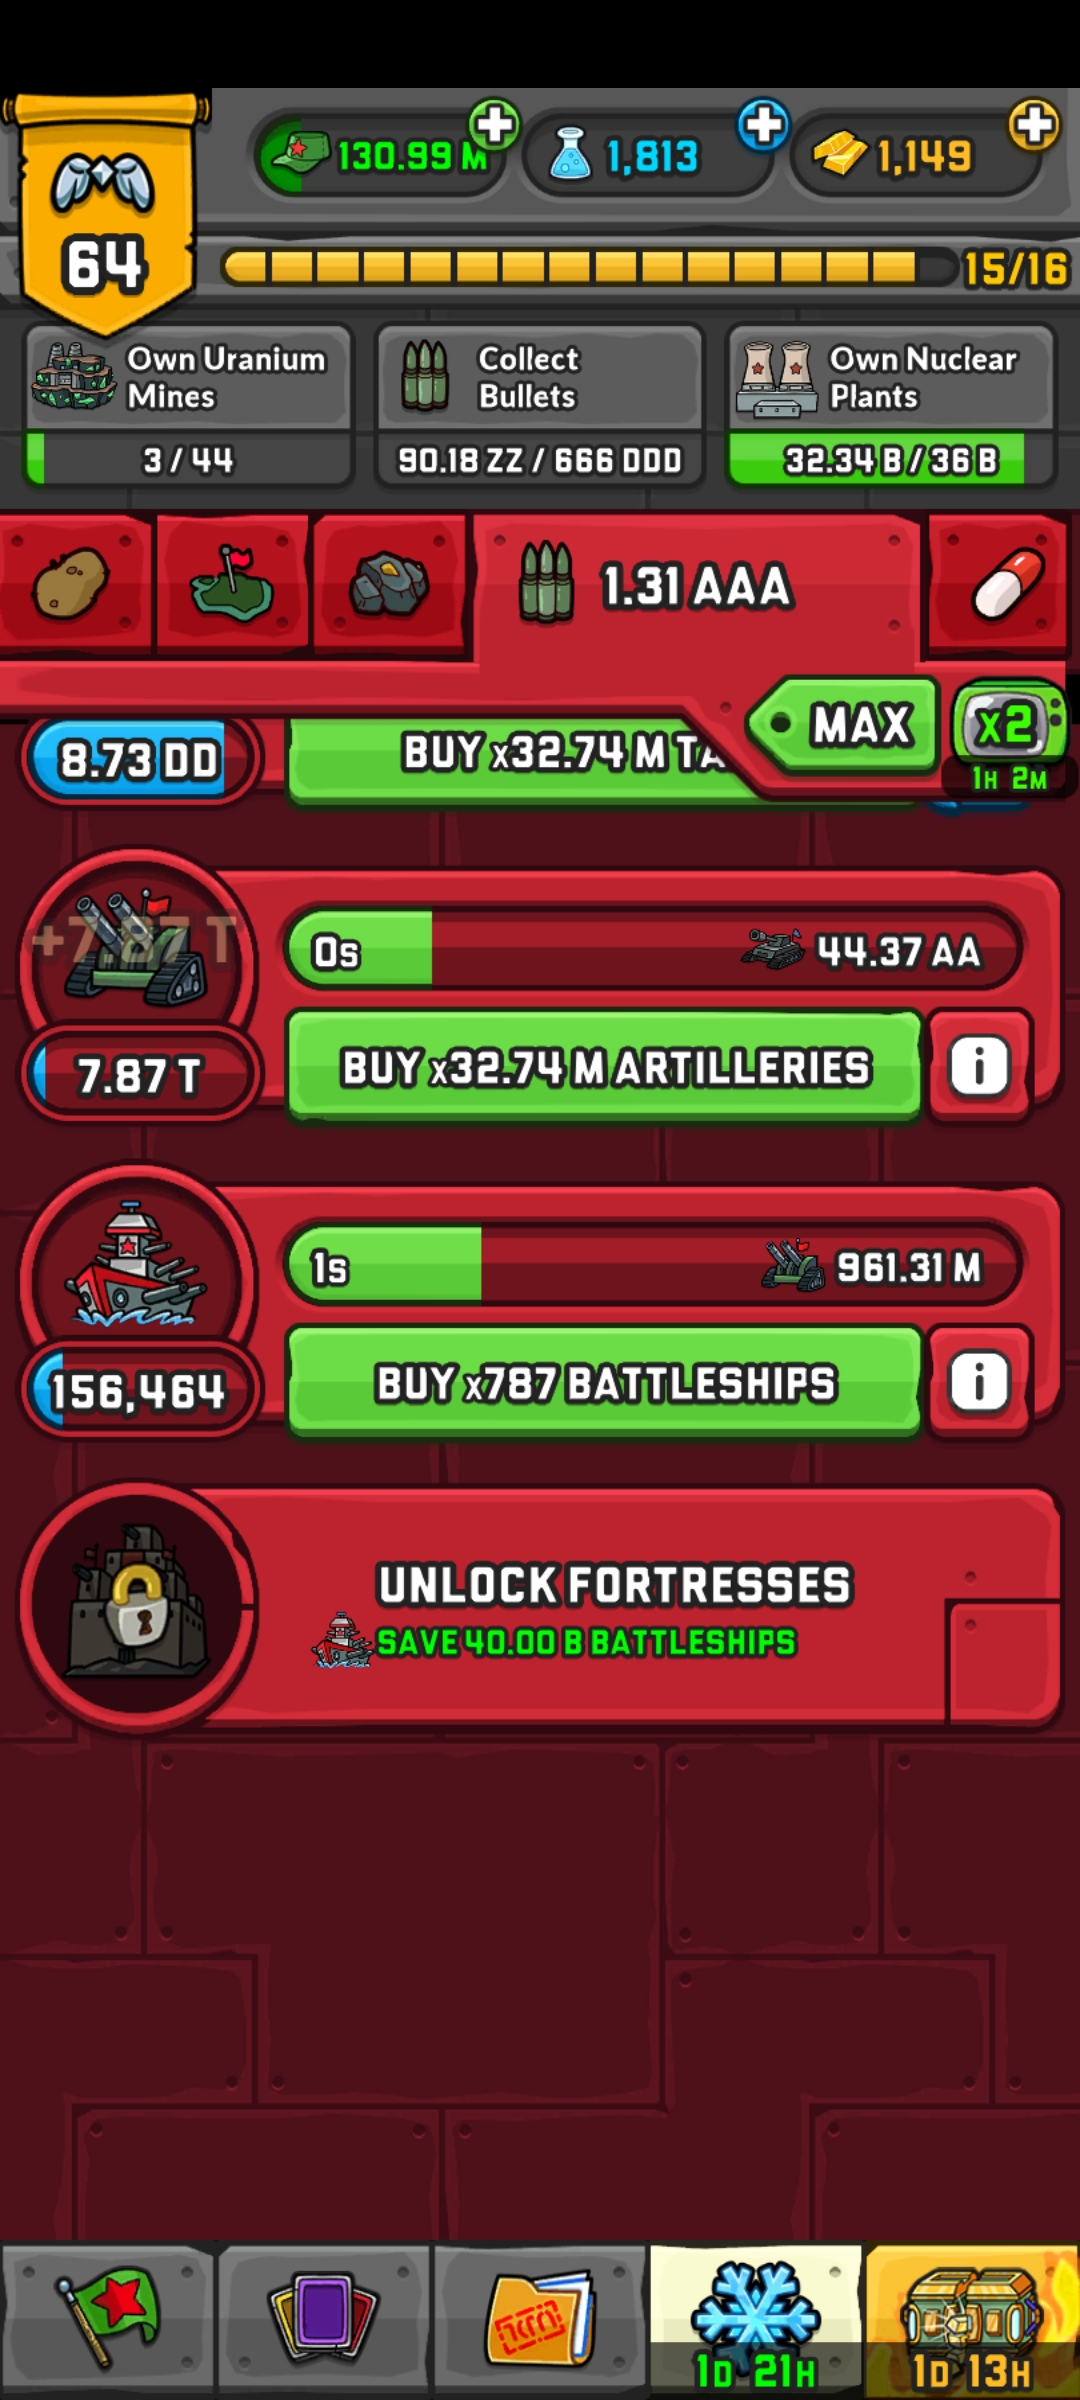 130.99 M
1,813
1,149
64
15/16
Own Uranium
Mines
3 / 44
Collect
Bullets
90.18 ZZ / 666 DDD
Own Nuclear
Plants
32.34 B / 36 B
1.31 AAA
MAX
x2
1H 2M
8.73 DD
BUY x32.74 M TA
+7.87 T
0s
44.37 AA
7.87 T
BUY x32.74 M ARTILLERIES
i
1s
961.31 M
156,464
BUY x787 BATTLESHIPS
i
UNLOCK FORTRESSES
SAVE 40.00 B BATTLESHIPS
1D 21H
1D 13H